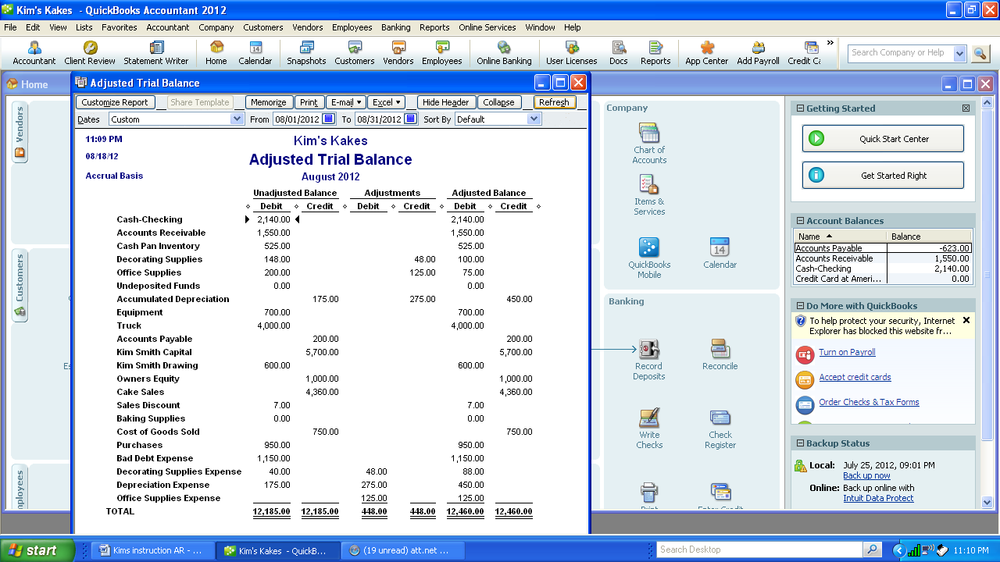 Kim's Kakes - QuickBooks Accountant 2012
File Edit View Lists Favorites Accountant Company Customers Vendors Employees Banking Reports Online Services Window Help
Accountant Client Review Statement Writer Home Calendar Snapshots Customers Vendors Employees Online Banking User Licenses Docs Reports App Center Add Payroll Credit Ca »
Search Company or Help
Home
Adjusted Trial Balance
Customize Report Share Template Memorize Print E-mail Excel Hide Header Collapse Refresh
Dates Custom From 08/01/2012 To 08/31/2012 Sort By Default
11:09 PM
08/18/12
Accrual Basis
Kim's Kakes
Adjusted Trial Balance
August 2012
Unadjusted Balance Adjustments Adjusted Balance
Debit Credit Debit Credit Debit Credit
Cash-Checking 2,140.00 2,140.00
Accounts Receivable 1,550.00 1,550.00
Cash Pan Inventory 525.00 525.00
Decorating Supplies 148.00 48.00 100.00
Office Supplies 200.00 125.00 75.00
Undeposited Funds 0.00 0.00
Accumulated Depreciation 175.00 275.00 450.00
Equipment 700.00 700.00
Truck 4,000.00 4,000.00
Accounts Payable 200.00 200.00
Kim Smith Capital 5,700.00 5,700.00
Kim Smith Drawing 600.00 600.00
Owners Equity 1,000.00 1,000.00
Cake Sales 4,360.00 4,360.00
Sales Discount 7.00 7.00
Baking Supplies 0.00 0.00
Cost of Goods Sold 750.00 750.00
Purchases 950.00 950.00
Bad Debt Expense 1,150.00 1,150.00
Decorating Supplies Expense 40.00 48.00 88.00
Depreciation Expense 175.00 275.00 450.00
Office Supplies Expense 125.00 125.00
TOTAL 12,185.00 12,185.00 448.00 448.00 12,460.00 12,460.00
Vendors
Customers
Es
Company
Chart of
Accounts
Items &
Services
14
QuickBooks
Mobile
Calendar
Banking
Record
Deposits
Reconcile
Write
Checks
Check
Register
Print
Enter Credit
Getting Started
Quick Start Center
Get Started Right
Account Balances
Name Balance
Accounts Payable -623.00
Accounts Receivable 1,550.00
Cash-Checking 2,140.00
Credit Card at Ameri... 0.00
Do More with QuickBooks
To help protect your security, Internet
Explorer has blocked this website fr...
Turn on Payroll
Accept credit cards
Order Checks & Tax Forms
Backup Status
Local: July 25, 2012, 09:01 PM
Back up now
Online: Back up online with
Intuit Data Protect
start
Kims instruction AR - ...
Kim's Kakes - QuickB...
(19 unread) att.net ...
Search Desktop
11:10 PM